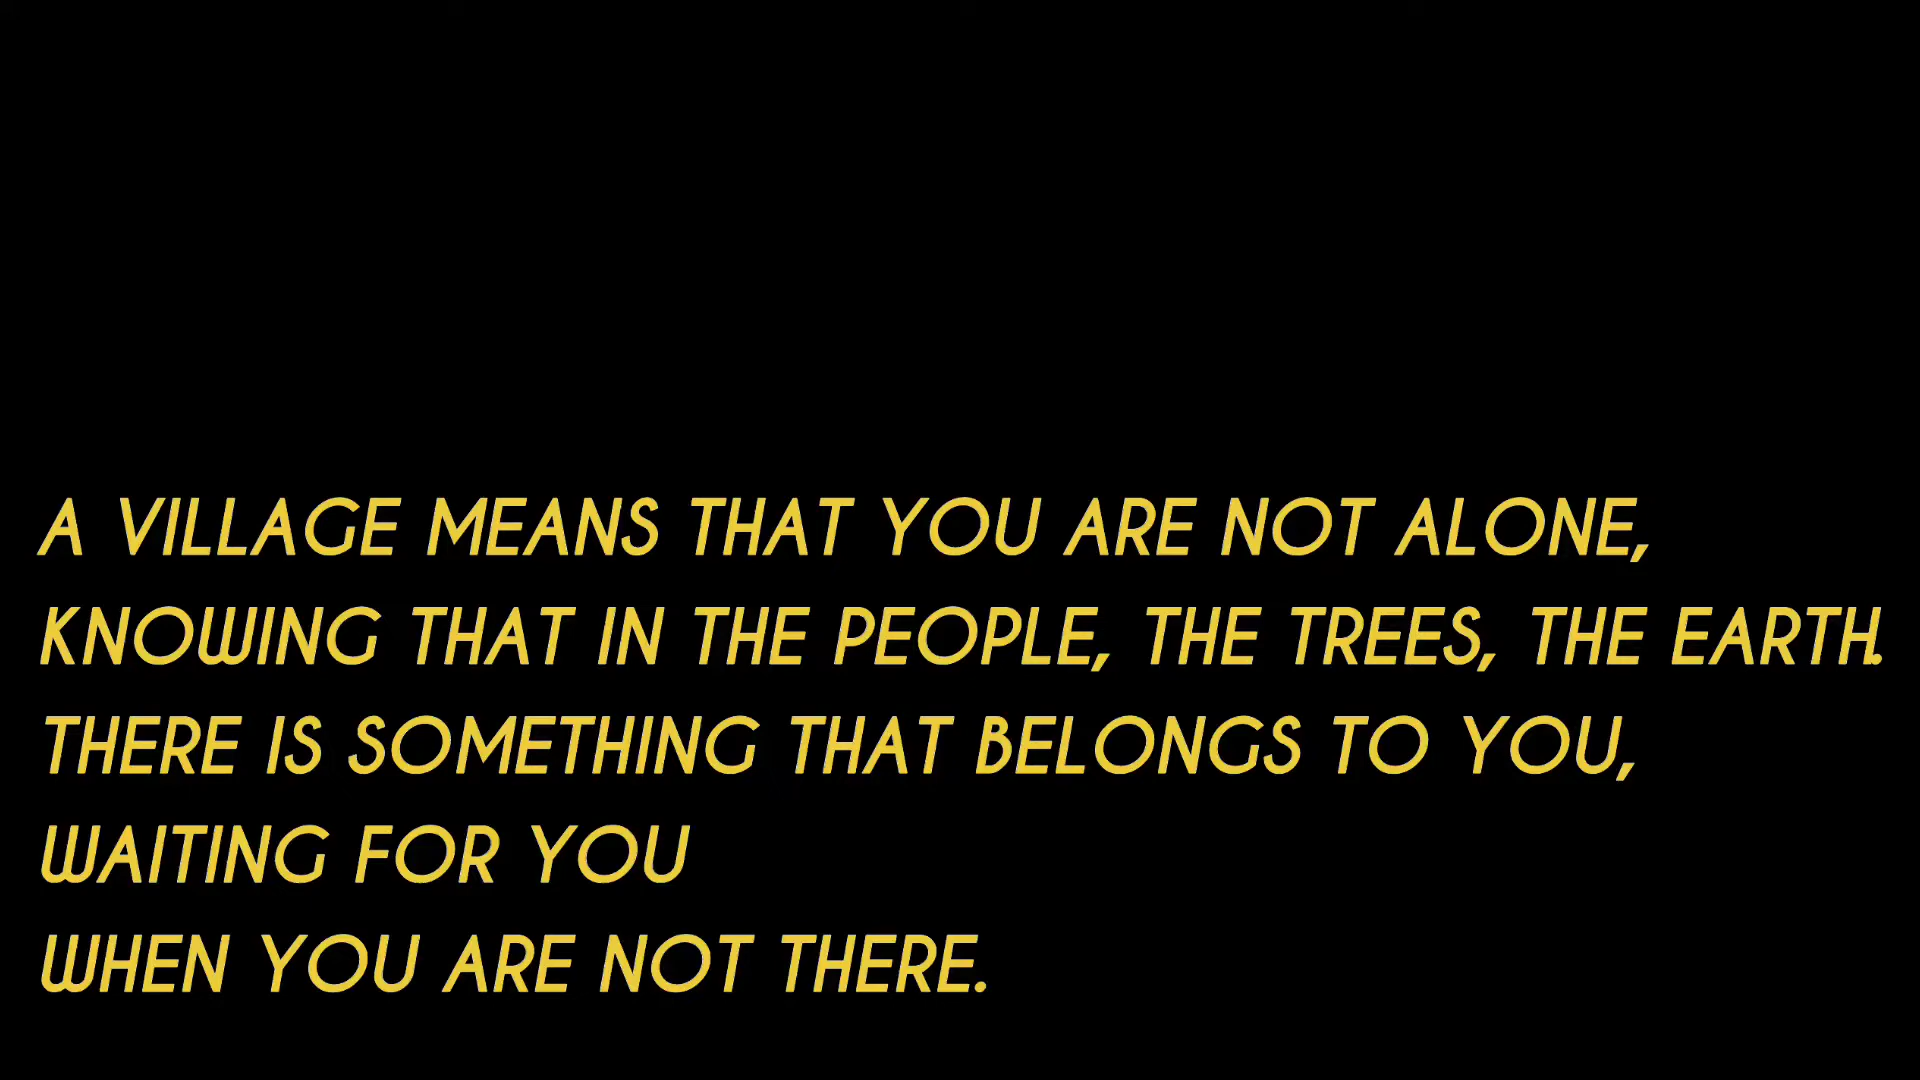 A VILLAGE MEANS THAT YOU ARE NOT ALONE,
KNOWING THAT IN THE PEOPLE, THE TREES, THE EARTH.
THERE IS SOMETHING THAT BELONGS TO YOU,
WAITING FOR YOU
WHEN YOU ARE NOT THERE.